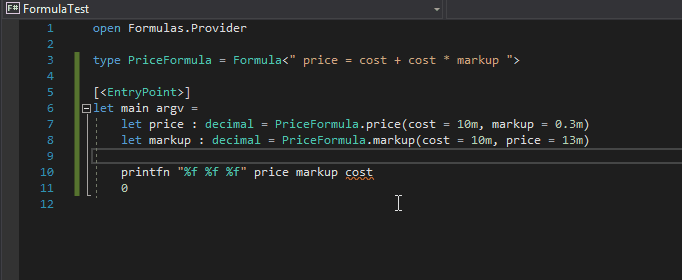 F# FormulaTest
1 open Formulas.Provider
2
3 type PriceFormula = Formula<" price = cost + cost * markup ">
4
5 [<EntryPoint>]
6 let main argv =
7 let price : decimal = PriceFormula.price(cost = 10m, markup = 0.3m)
8 let markup : decimal = PriceFormula.markup(cost = 10m, price = 13m)
9
10 printfn "%f %f %f" price markup cost
11 0
12